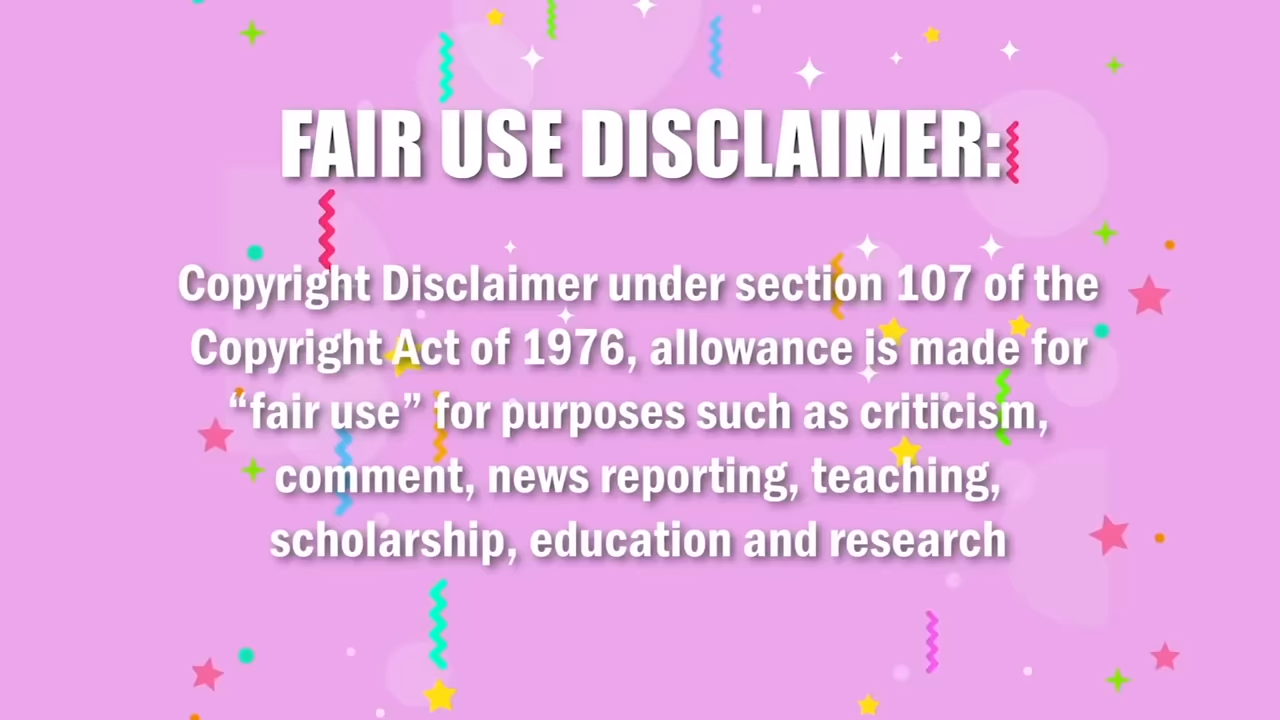 FAIR USE DISCLAIMER:
Copyright Disclaimer under section 107 of the
Copyright Act of 1976, allowance is made for
“fair use” for purposes such as criticism,
comment, news reporting, teaching,
scholarship, education and research